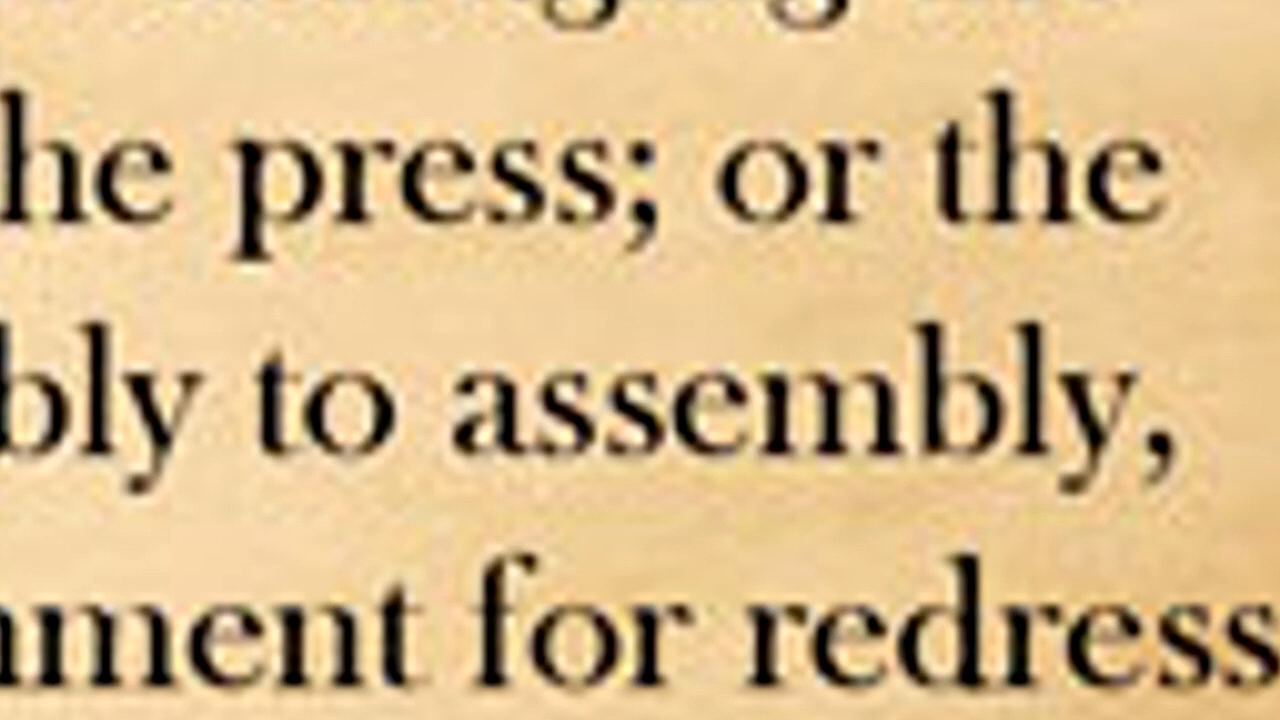 he press; or the
bly to assembly,
nment for redress